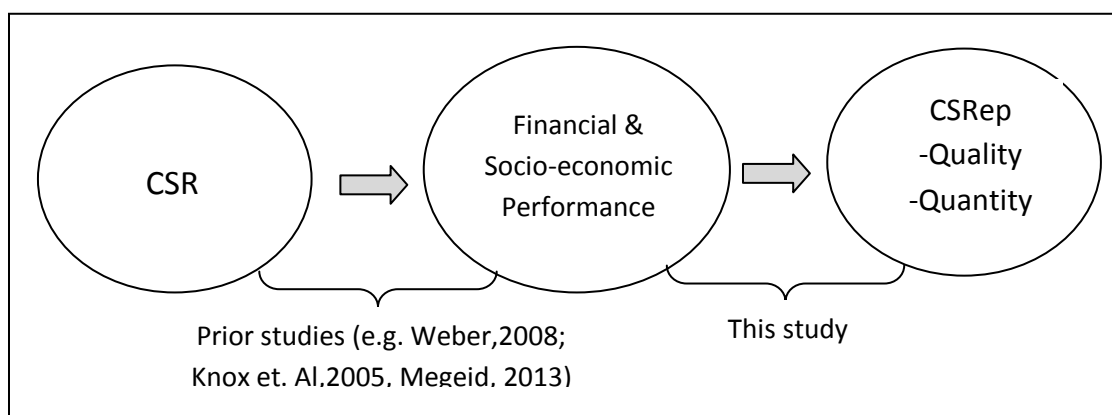 CSR
Financial &
Socio-economic
Performance
CSRep
-Quality
-Quantity
Prior studies (e.g. Weber,2008;
Knox et. Al,2005, Megeid, 2013)
This study